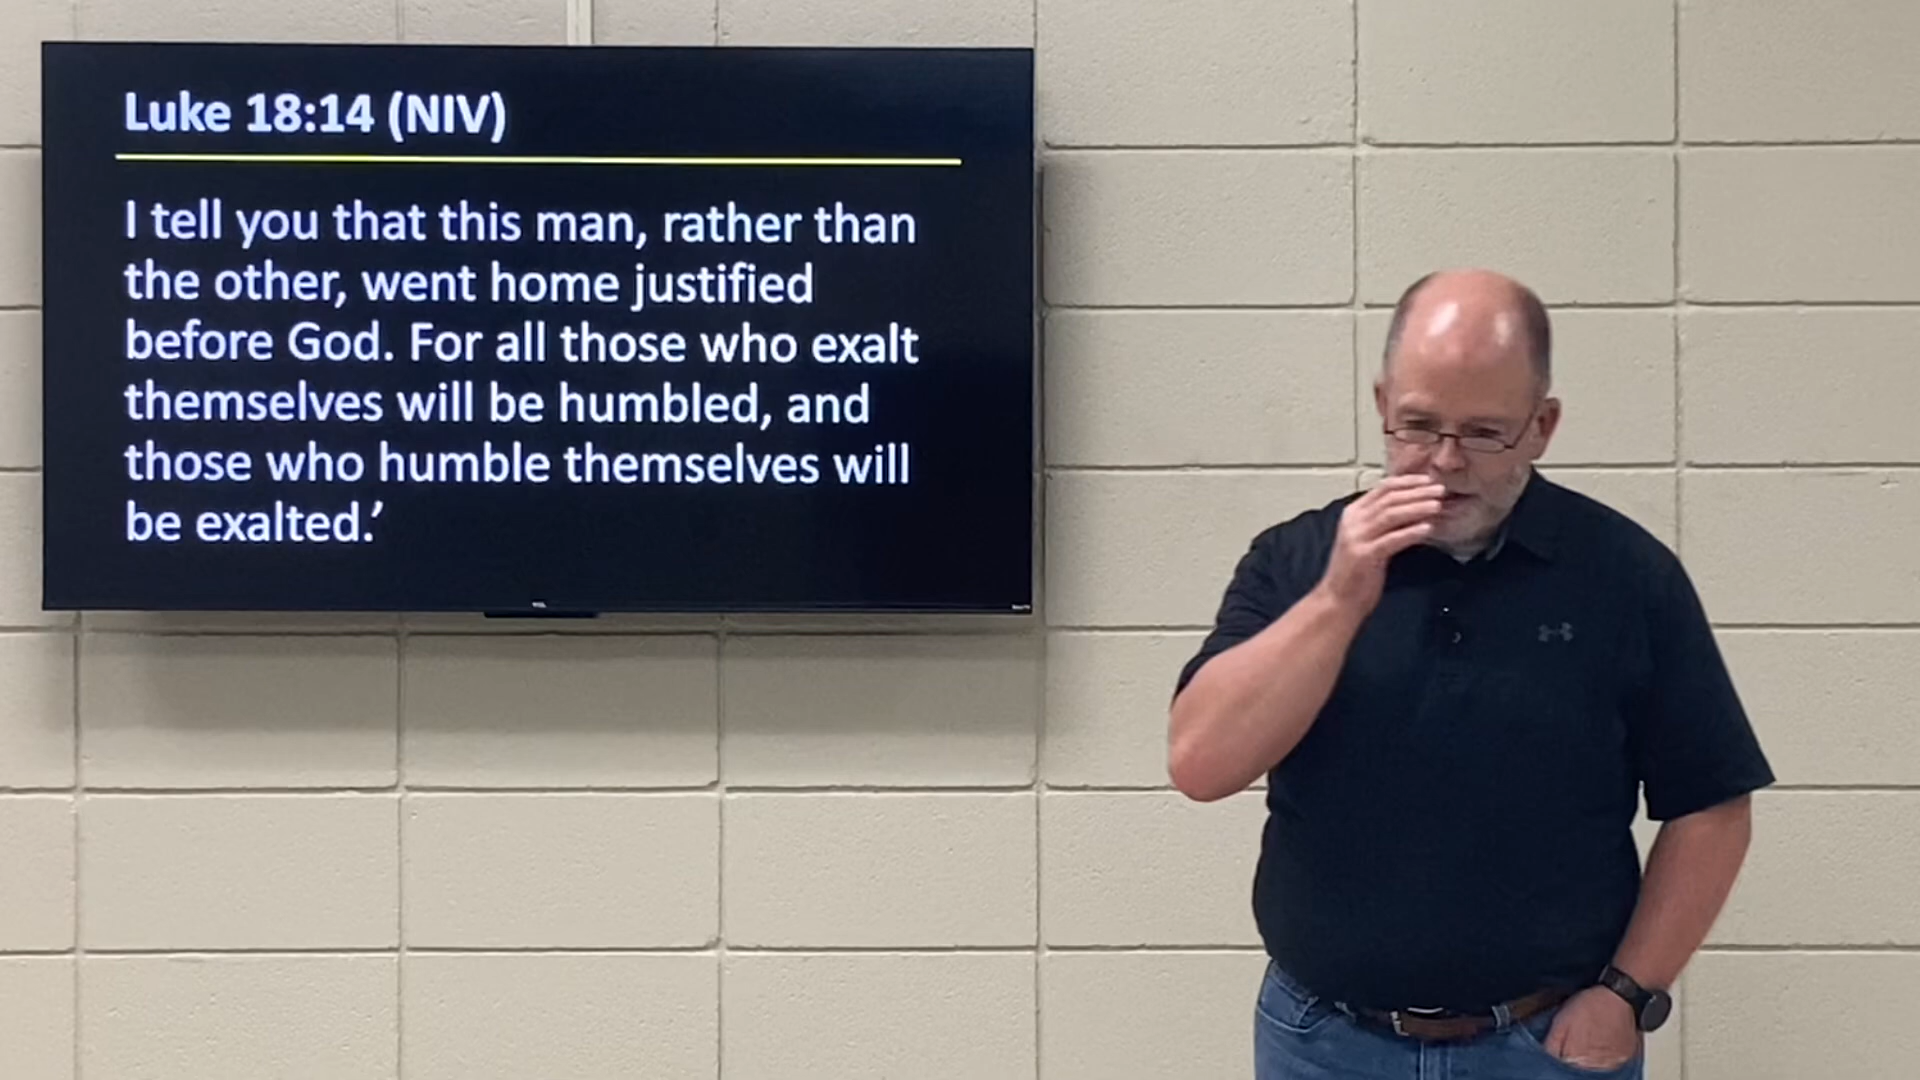 Luke 18:14 (NIV)
I tell you that this man, rather than
the other, went home justified
before God. For all those who exalt
themselves will be humbled, and
those who humble themselves will
be exalted.’
TCL